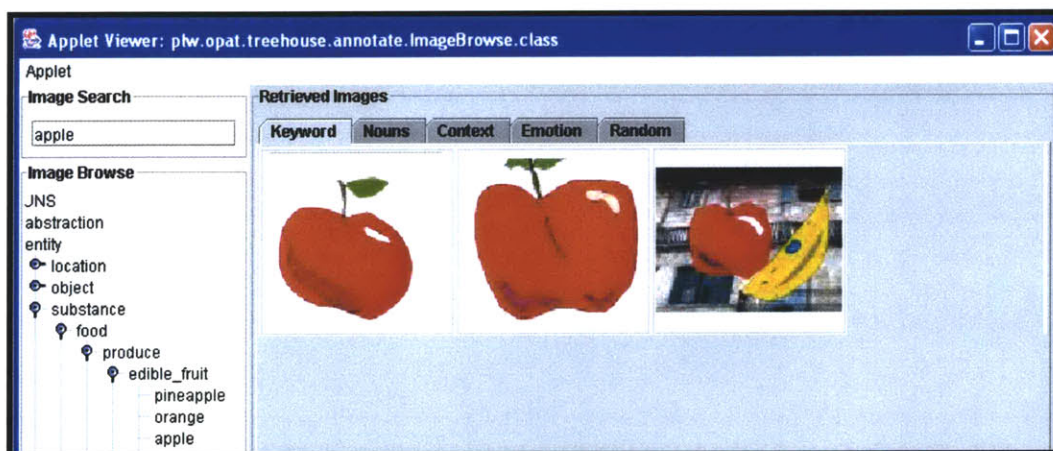 Applet Viewer: plw.opat.treehouse.annotate.ImageBrowse.class
Applet
Image Search
apple
Image Browse
JNS
abstraction
entity
location
object
substance
food
produce
edible_fruit
pineapple
orange
apple
Retrieved Images
Keyword Nouns Context Emotion Random